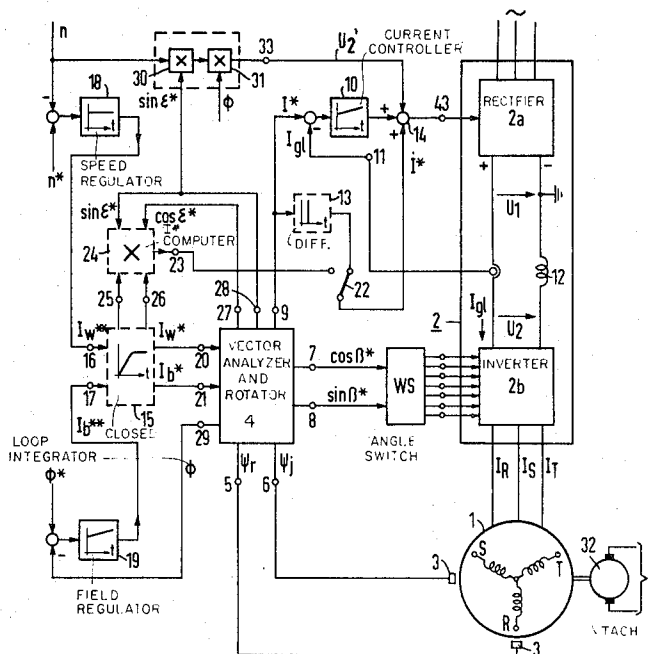 n
33
U2'
CURRENT
CONTROLLER
∼
30
31
sin ε*
ϕ
18
t
SPEED
REGULATOR
n*
I*
10
t
Igl
11
14
43
İ*
RECTIFIER
2a
+ −
U1
12
13
t
DIFF.
sin ε*
cos ε*
24
İ*
COMPUTER
23
22
25
26
28
27
9
2
Igl
U2
Iw**
Iw*
16
20
17
21
Ib*
Ib**
15
CLOSED
29
VECTOR
ANALYZER
AND
ROTATOR
4
7
cosβ*
8
sinβ*
WS
ANGLE
SWITCH
INVERTER
2b
LOOP
INTEGRATOR
ϕ
ϕ*
ψr
ψj
5
6
IR
IS
IT
t
19
FIELD
REGULATOR
1
S
T
R
3
3
32
TACH